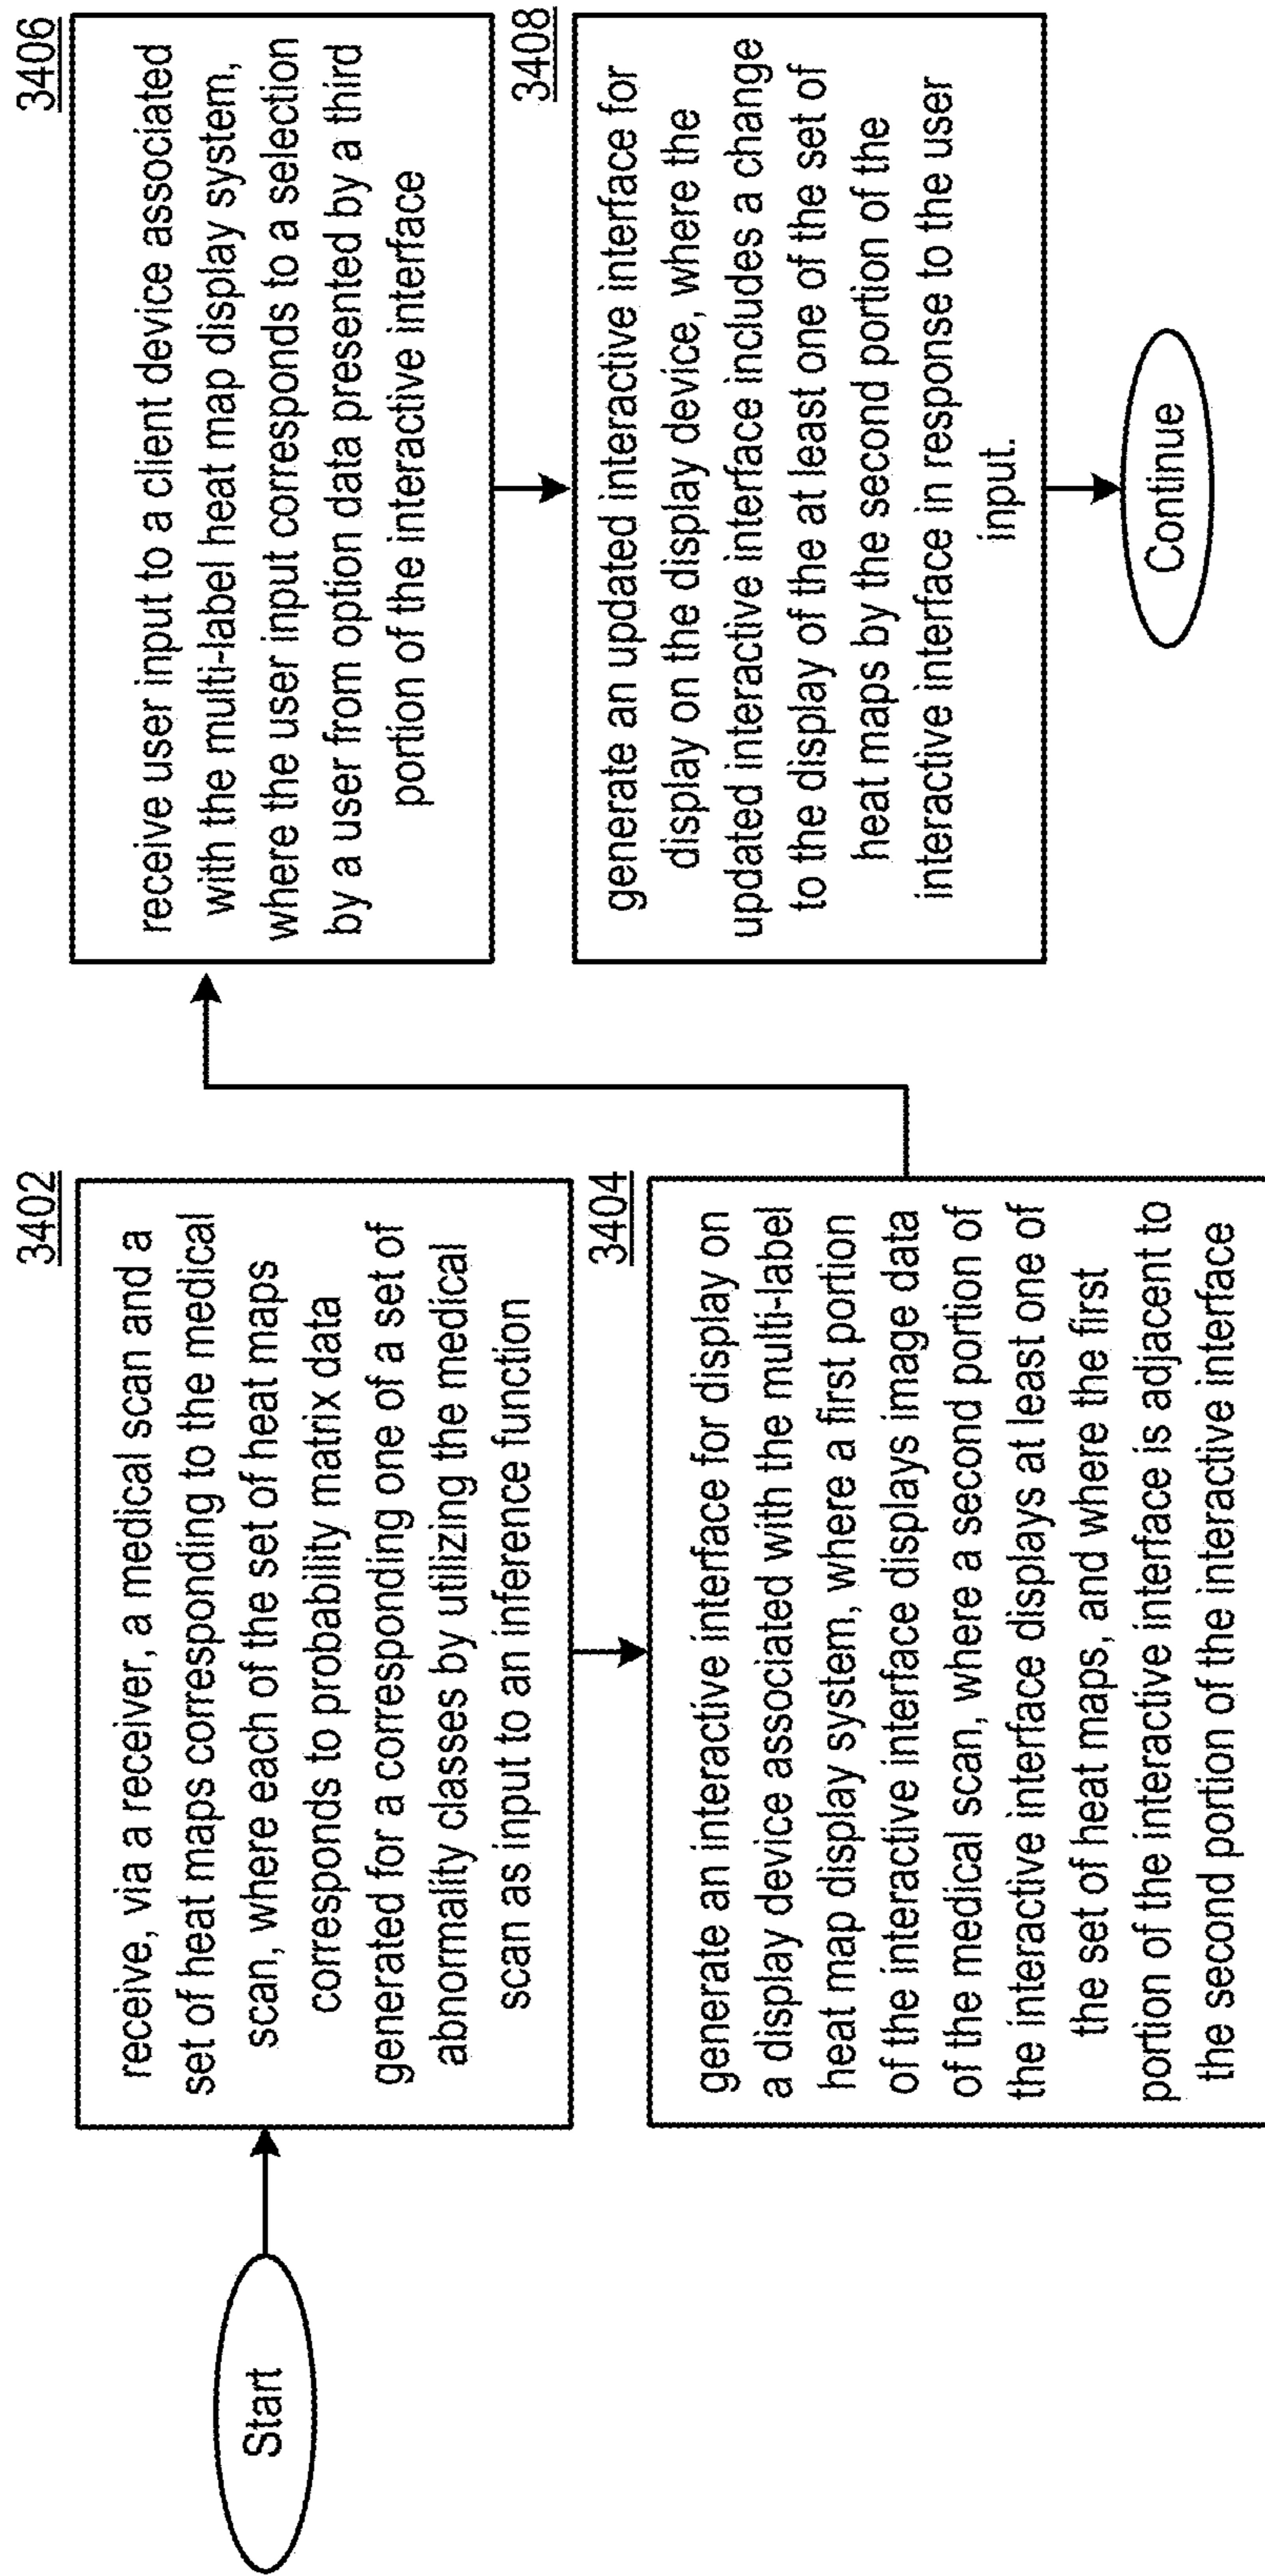 Start
3402
receive, via a receiver, a medical scan and a
set of heat maps corresponding to the medical
scan, where each of the set of heat maps
corresponds to probability matrix data
generated for a corresponding one of a set of
abnormality classes by utilizing the medical
scan as input to an inference function
3404
generate an interactive interface for display on
a display device associated with the multi-label
heat map display system, where a first portion
of the interactive interface displays image data
of the medical scan, where a second portion of
the interactive interface displays at least one of
the set of heat maps, and where the first
portion of the interactive interface is adjacent to
the second portion of the interactive interface
3406
receive user input to a client device associated
with the multi-label heat map display system,
where the user input corresponds to a selection
by a user from option data presented by a third
portion of the interactive interface
3408
generate an updated interactive interface for
display on the display device, where the
updated interactive interface includes a change
to the display of the at least one of the set of
heat maps by the second portion of the
interactive interface in response to the user
input.
Continue